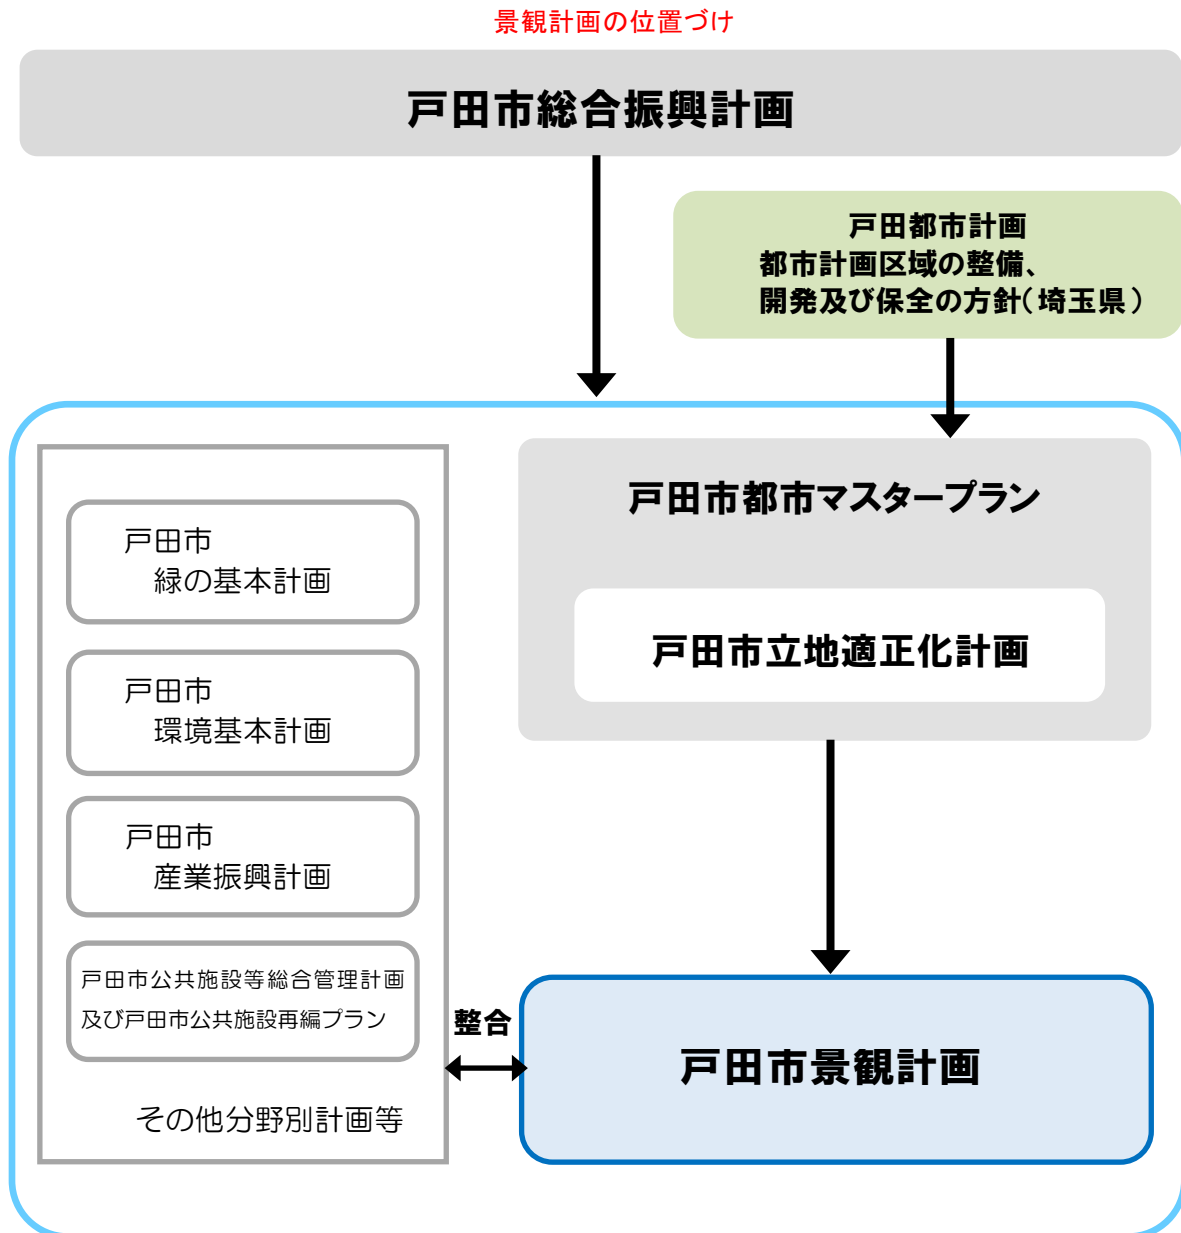 景観計画の位置づけ
戸田市総合振興計画
戸田都市計画
都市計画区域の整備、
開発及び保全の方針(埼玉県)
戸田市
緑の基本計画
戸田市
環境基本計画
戸田市
産業振興計画
戸田市公共施設等総合管理計画
及び戸田市公共施設再編プラン
その他分野別計画等
戸田市都市マスタープラン
戸田市立地適正化計画
整合
戸田市景観計画